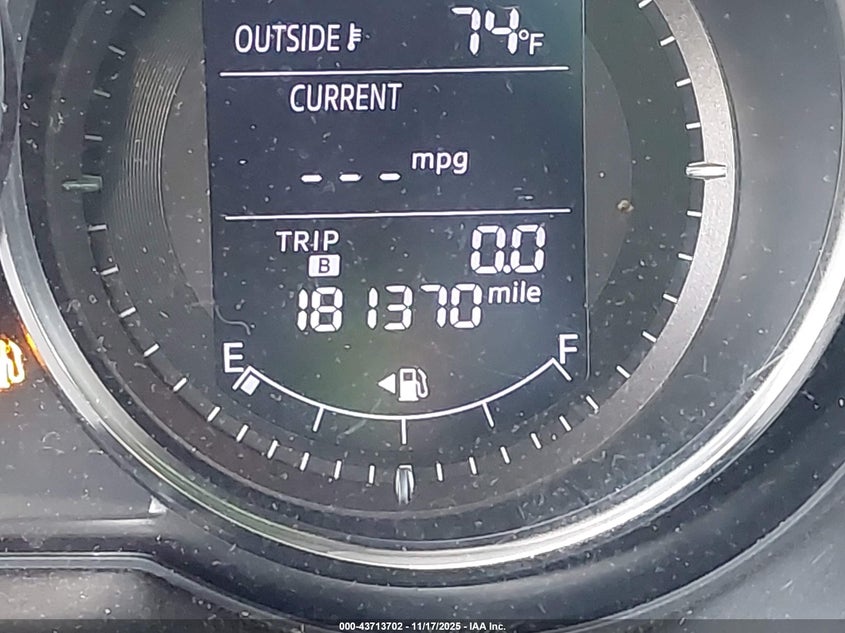 OUTSIDE 74°F
CURRENT
--- mpg
TRIP B 0.0
181370 mile
E F
000-43713702 - 11/17/2025 - IAA Inc.